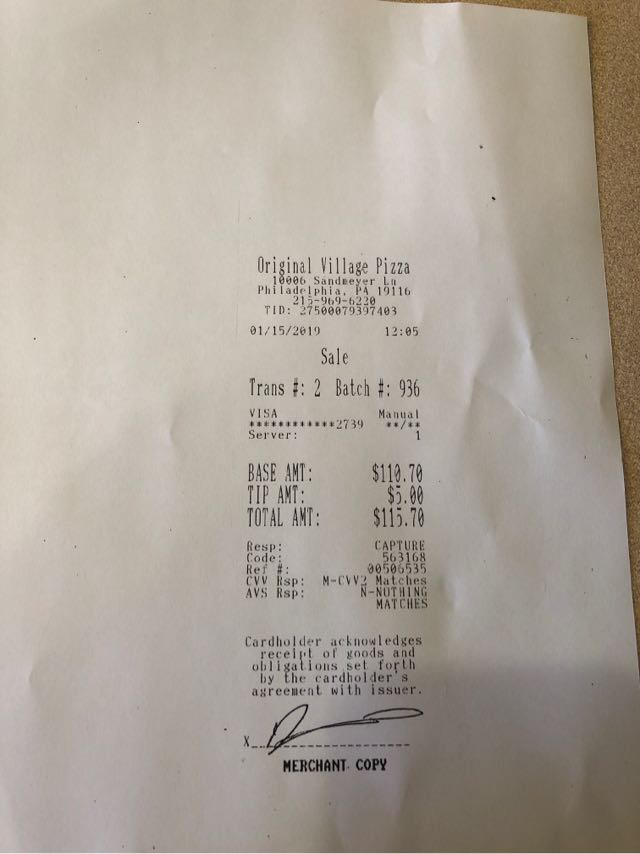 Original Village Pizza
10006 Sandmeyer Ln
Philadelphia, PA 19116
215-969-6220
TID: 27500079397403
01/15/2019 12:05
Sale
Trans #: 2 Batch #: 936
VISA Manual
************2739 **/**
Server: 1
BASE AMT: $110.70
TIP AMT: $5.00
TOTAL AMT: $115.70
Resp: CAPTURE
Code: 563168
Ref #: 00506535
CVV Rsp: M-CVV2 Matches
AVS Rsp: N-NOTHING
MATCHES
Cardholder acknowledges
receipt of goods and
obligations set forth
by the cardholder's
agreement with issuer.
X
MERCHANT COPY